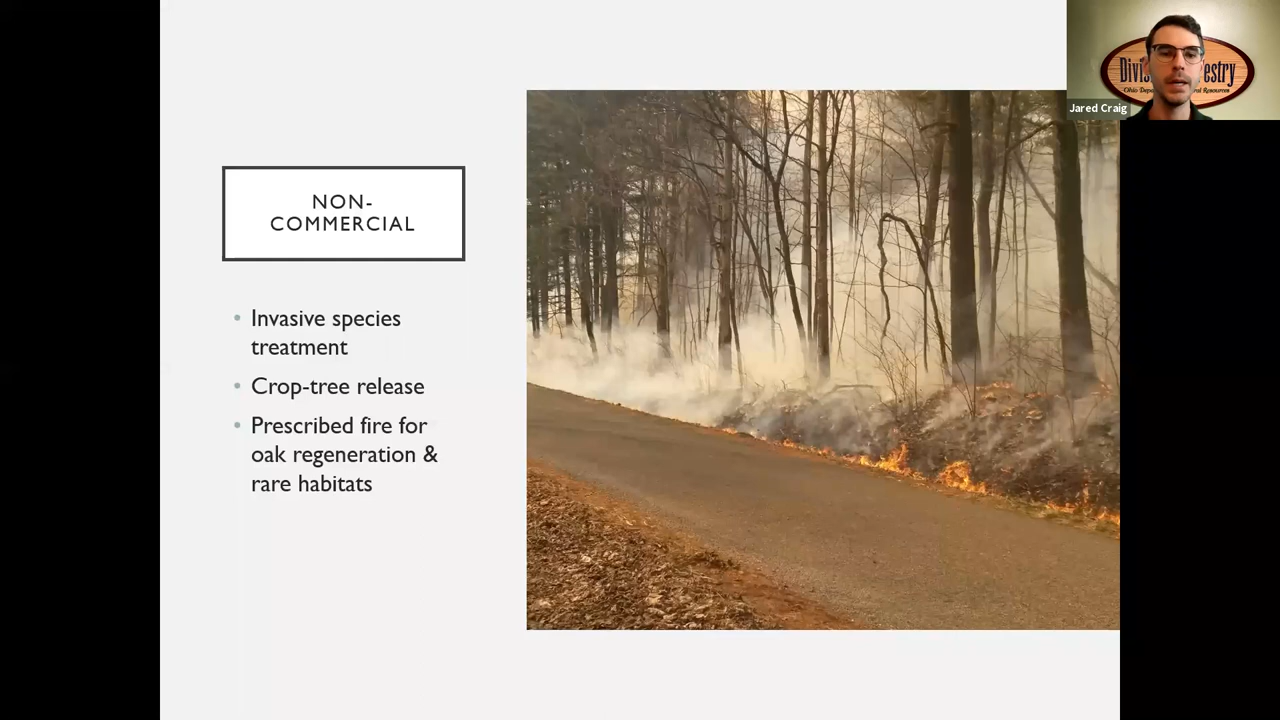 NON-
COMMERCIAL
Invasive species
treatment
Crop-tree release
Prescribed fire for
oak regeneration &
rare habitats
Jared Craig